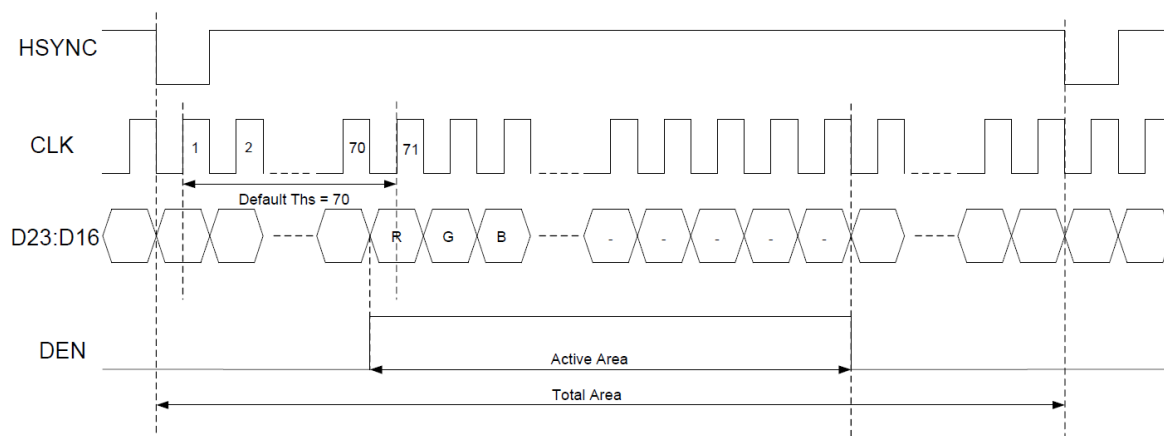 HSYNC
CLK
1
2
70
71
Default Ths = 70
D23:D16
R
G
B
-
-
-
-
-
DEN
Active Area
Total Area